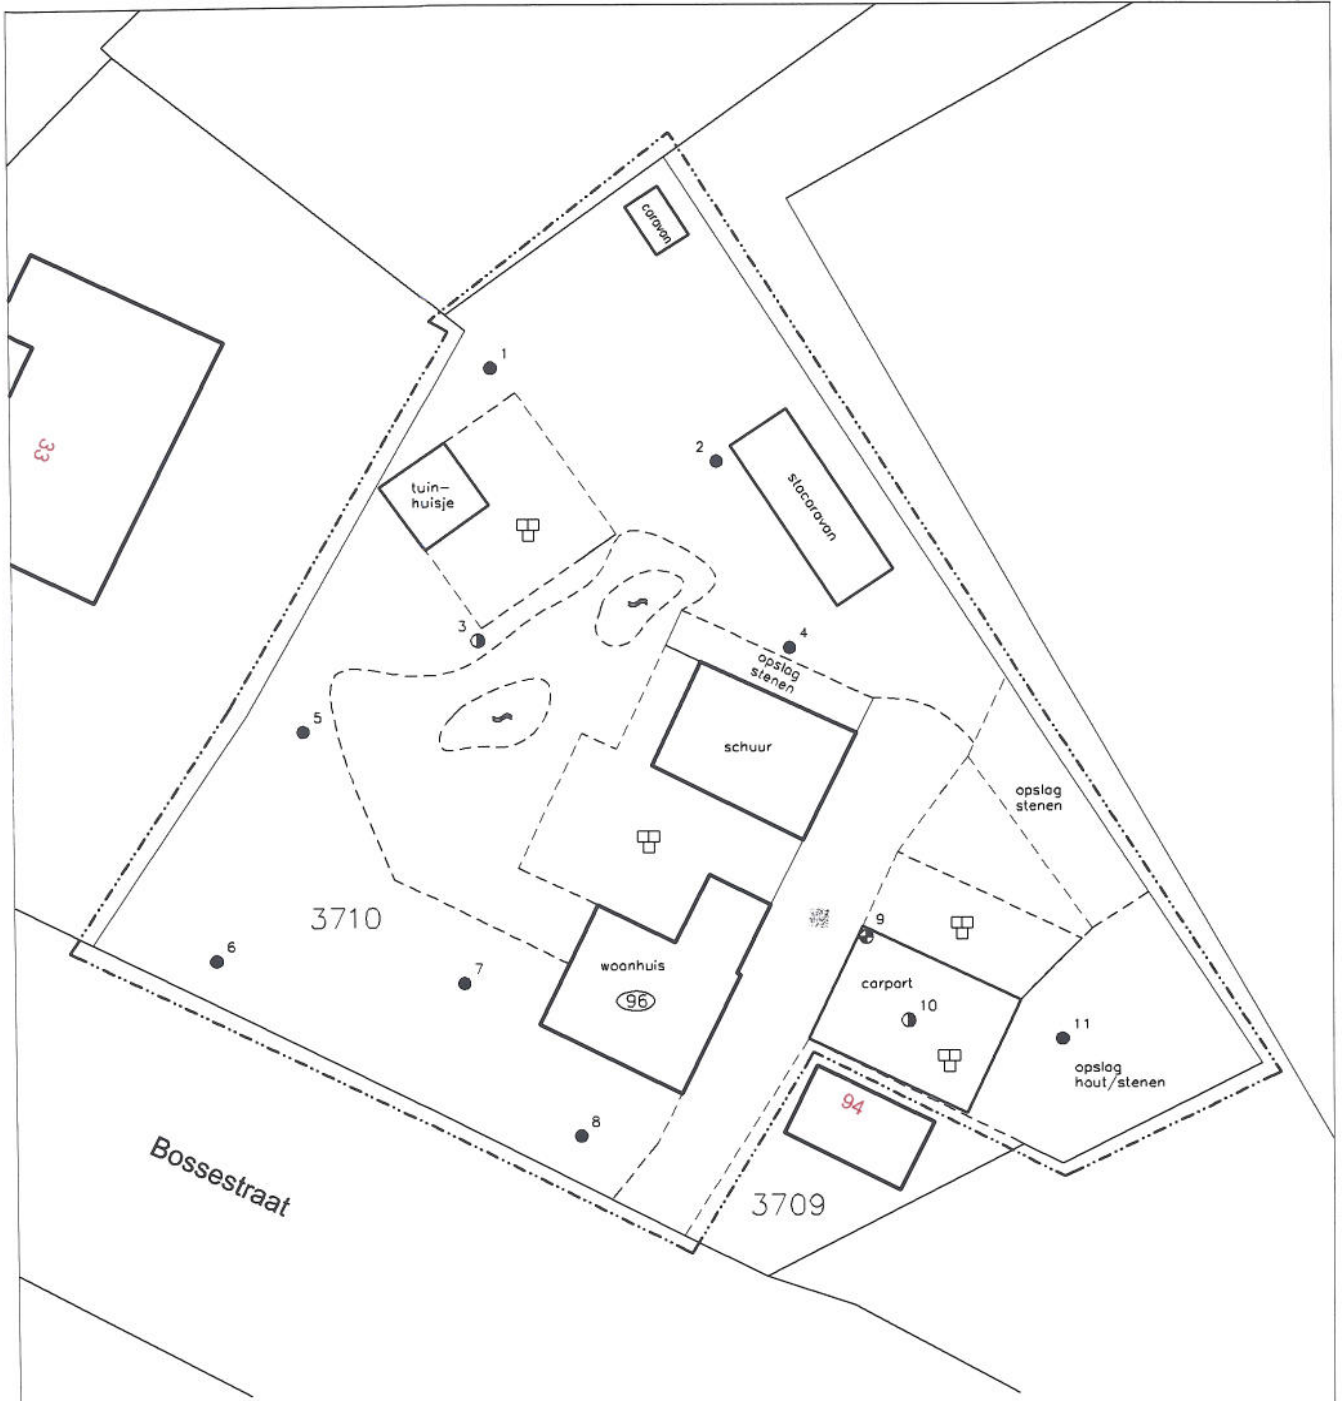 caravan
1
33
2
tuin-
huisje
stacaravan
3
4
opslag
stenen
5
schuur
opslag
stenen
3710
9
6
woonhuis
7
carport
96
10
11
opslag
hout/stenen
94
8
Bossestraat
3709